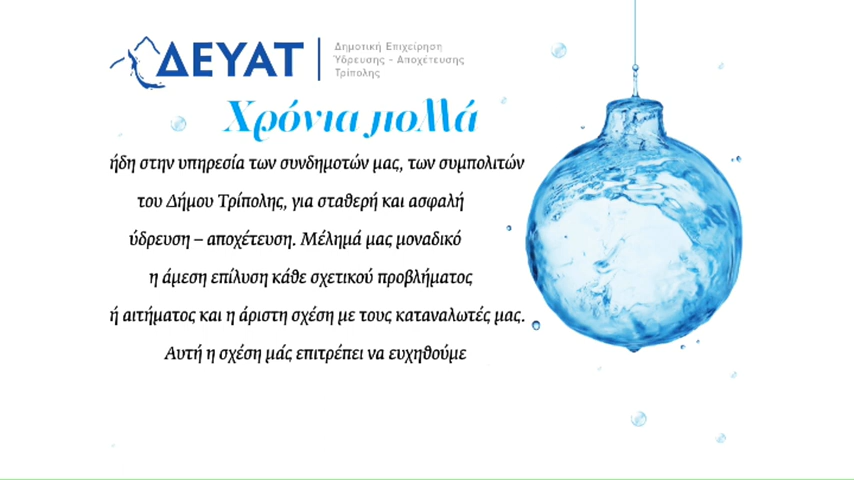 ΔΕΥΑΤ
Δημοτική Επιχείρηση
Ύδρευσης - Αποχέτευσης
Τρίπολης
Χρόνια πολλά
ήδη στην υπηρεσία των συνδημοτών μας, των συμπολιτών
του Δήμου Τρίπολης, για σταθερή και ασφαλή
ύδρευση – αποχέτευση. Μέλημά μας μοναδικό
η άμεση επίλυση κάθε σχετικού προβλήματος
ή αιτήματος και η άριστη σχέση με τους καταναλωτές μας.
Αυτή η σχέση μάς επιτρέπει να ευχηθούμε